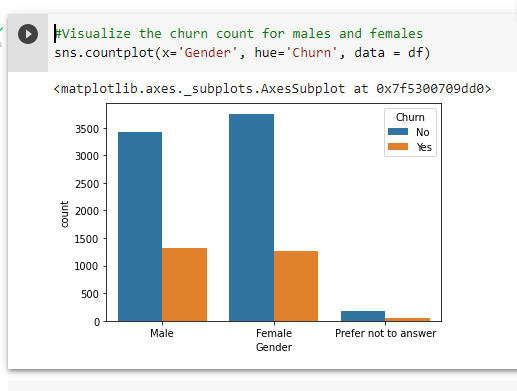 #Visualize the churn count for males and females
sns.countplot(x='Gender', hue='Churn', data = df)
<matplotlib.axes._subplots.AxesSubplot at 0x7f5300709dd0>
Churn
No
Yes
3500
3000
2500
2000
1500
1000
500
0
count
Male
Female
Prefer not to answer
Gender